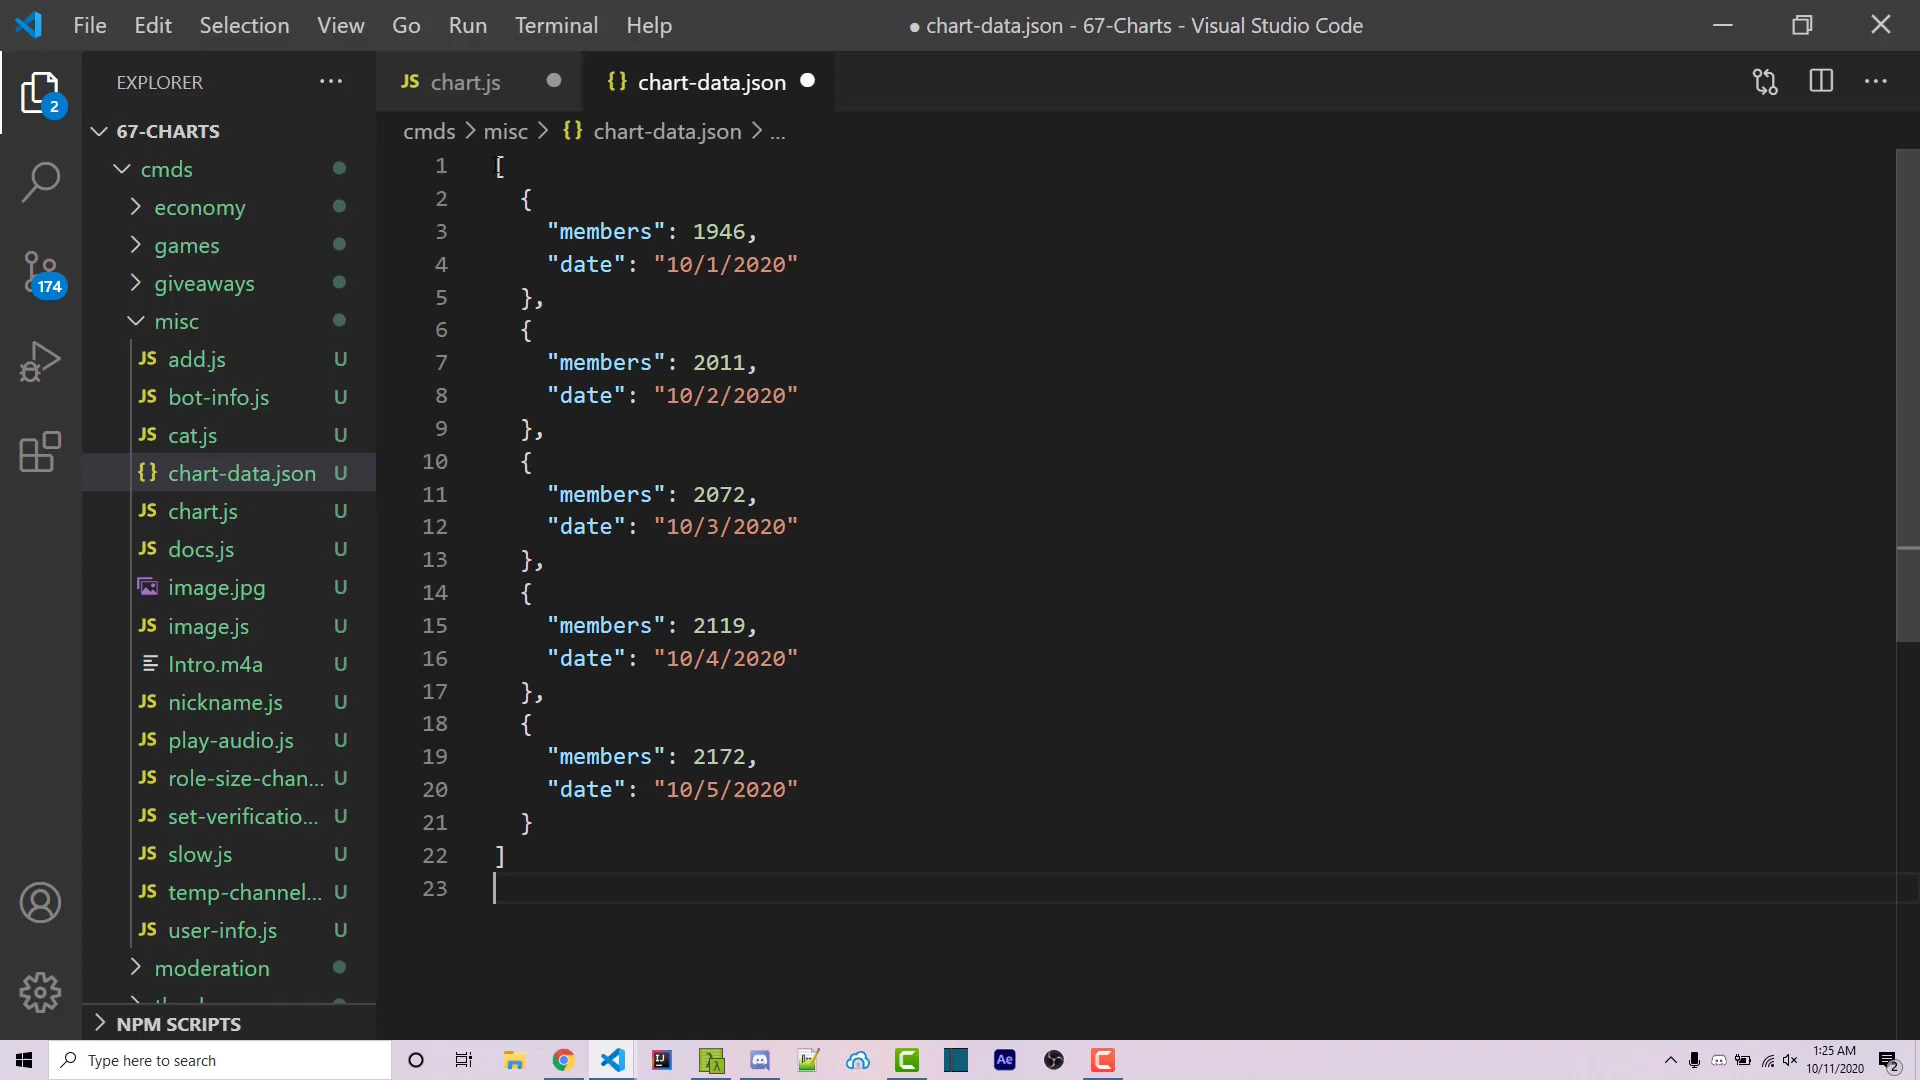 File Edit Selection View Go Run Terminal Help
● chart-data.json - 67-Charts - Visual Studio Code
EXPLORER ...
JS chart.js
{} chart-data.json
cmds > misc > {} chart-data.json > ...
2
174
67-CHARTS
cmds
economy
games
giveaways
misc
JS add.js U
JS bot-info.js U
JS cat.js U
{} chart-data.json U
JS chart.js U
JS docs.js U
image.jpg U
JS image.js U
Intro.m4a U
JS nickname.js U
JS play-audio.js U
JS role-size-chan... U
JS set-verificatio... U
JS slow.js U
JS temp-channel... U
JS user-info.js U
moderation
NPM SCRIPTS
1 [
2 {
3 "members": 1946,
4 "date": "10/1/2020"
5 },
6 {
7 "members": 2011,
8 "date": "10/2/2020"
9 },
10 {
11 "members": 2072,
12 "date": "10/3/2020"
13 },
14 {
15 "members": 2119,
16 "date": "10/4/2020"
17 },
18 {
19 "members": 2172,
20 "date": "10/5/2020"
21 }
22 ]
23
Type here to search
Ae
1:25 AM
10/11/2020
2